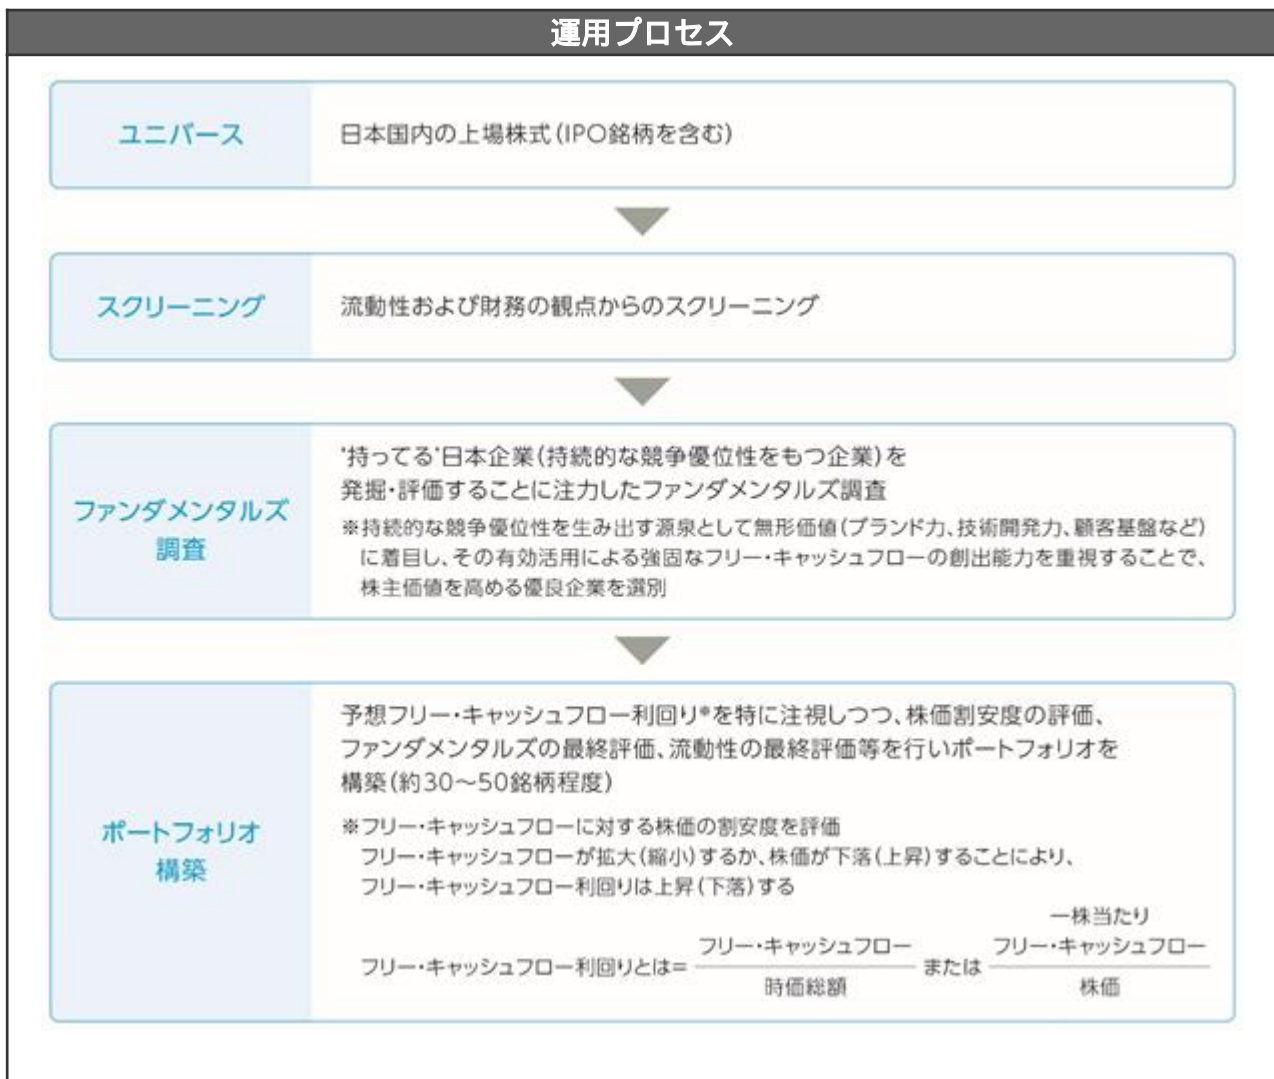 運用プロセス
ユニバース
日本国内の上場株式(IPO銘柄を含む)
スクリーニング
流動性および財務の観点からのスクリーニング
ファンダメンタルズ
調査
“持ってる”日本企業(持続的な競争優位性をもつ企業)を
発掘・評価することに注力したファンダメンタルズ調査
※持続的な競争優位性を生み出す源泉として無形価値(ブランド力、技術開発力、顧客基盤など)
に着目し、その有効活用による強固なフリー・キャッシュフローの創出能力を重視することで、
株主価値を高める優良企業を選別
ポートフォリオ
構築
予想フリー・キャッシュフロー利回り※を特に注視しつつ、株価割安度の評価、
ファンダメンタルズの最終評価、流動性の最終評価等を行いポートフォリオを
構築(約30〜50銘柄程度)
※フリー・キャッシュフローに対する株価の割安度を評価
フリー・キャッシュフローが拡大(縮小)するか、株価が下落(上昇)することにより、
フリー・キャッシュフロー利回りは上昇(下落)する
フリー・キャッシュフロー利回りとは=
フリー・キャッシュフロー
時価総額
または
一株当たり
フリー・キャッシュフロー
株価